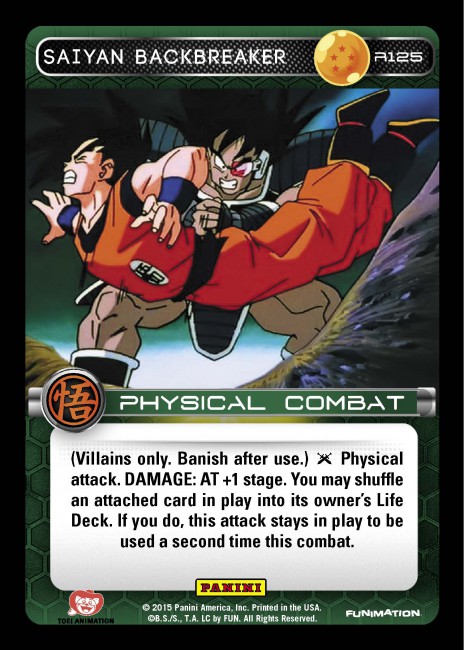 SAIYAN BACKBREAKER R125
悟
PHYSICAL COMBAT
(Villains only. Banish after use.) Physical
attack. DAMAGE: AT +1 stage. You may shuffle
an attached card in play into its owner's Life
Deck. If you do, this attack stays in play to be
used a second time this combat.
PANINI
TOEI ANIMATION
© 2015 Panini America, Inc. Printed in the USA.
©B.S./S., T.A. LC by FUN. All Rights Reserved.
FUNIMATION